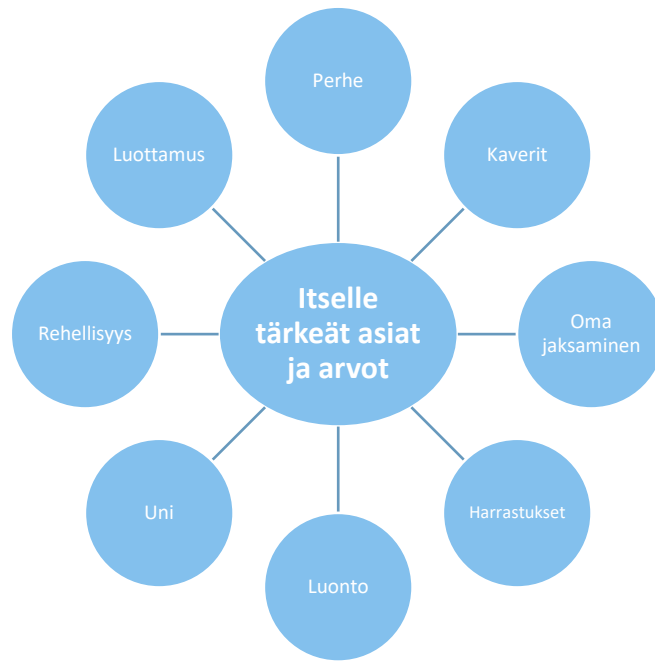 Perhe
Kaverit
Oma
jaksaminen
Harrastukset
Luonto
Uni
Rehellisyys
Luottamus
Itselle
tärkeät asiat
ja arvot